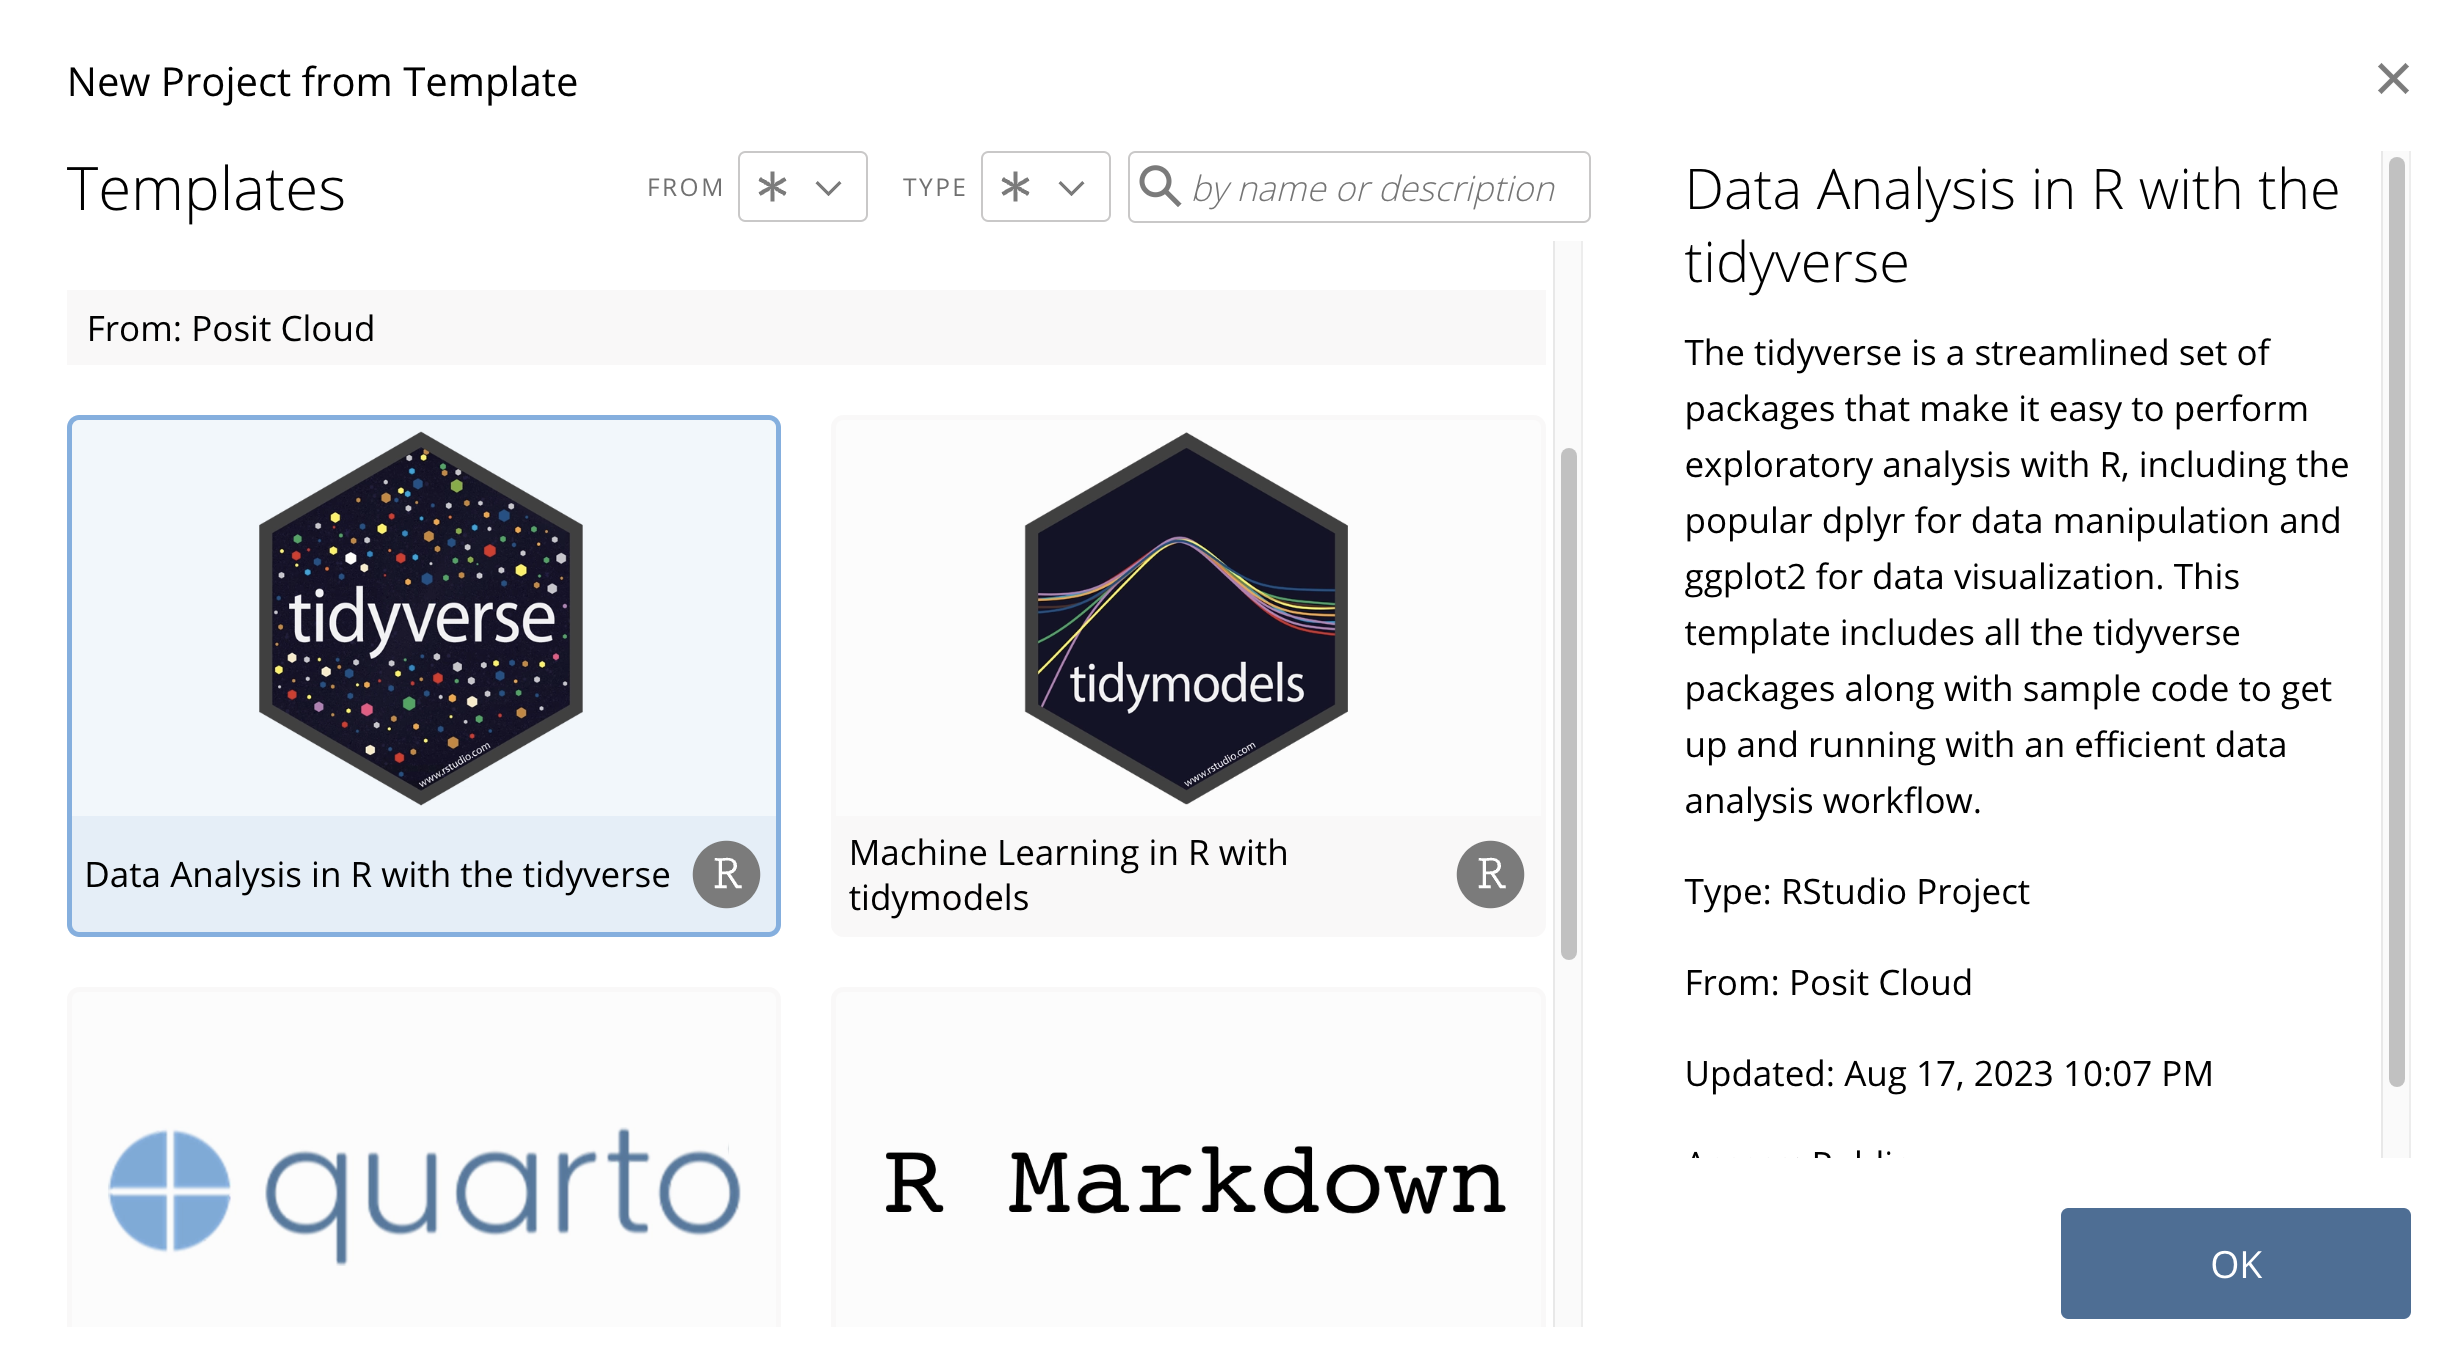 New Project from Template
Templates
FROM
*
TYPE
*
by name or description
From: Posit Cloud
tidyverse
www.rstudio.com
Data Analysis in R with the tidyverse
R
tidymodels
www.rstudio.com
Machine Learning in R with
tidymodels
R
quarto
R Markdown
Data Analysis in R with the
tidyverse
The tidyverse is a streamlined set of
packages that make it easy to perform
exploratory analysis with R, including the
popular dplyr for data manipulation and
ggplot2 for data visualization. This
template includes all the tidyverse
packages along with sample code to get
up and running with an efficient data
analysis workflow.
Type: RStudio Project
From: Posit Cloud
Updated: Aug 17, 2023 10:07 PM
OK